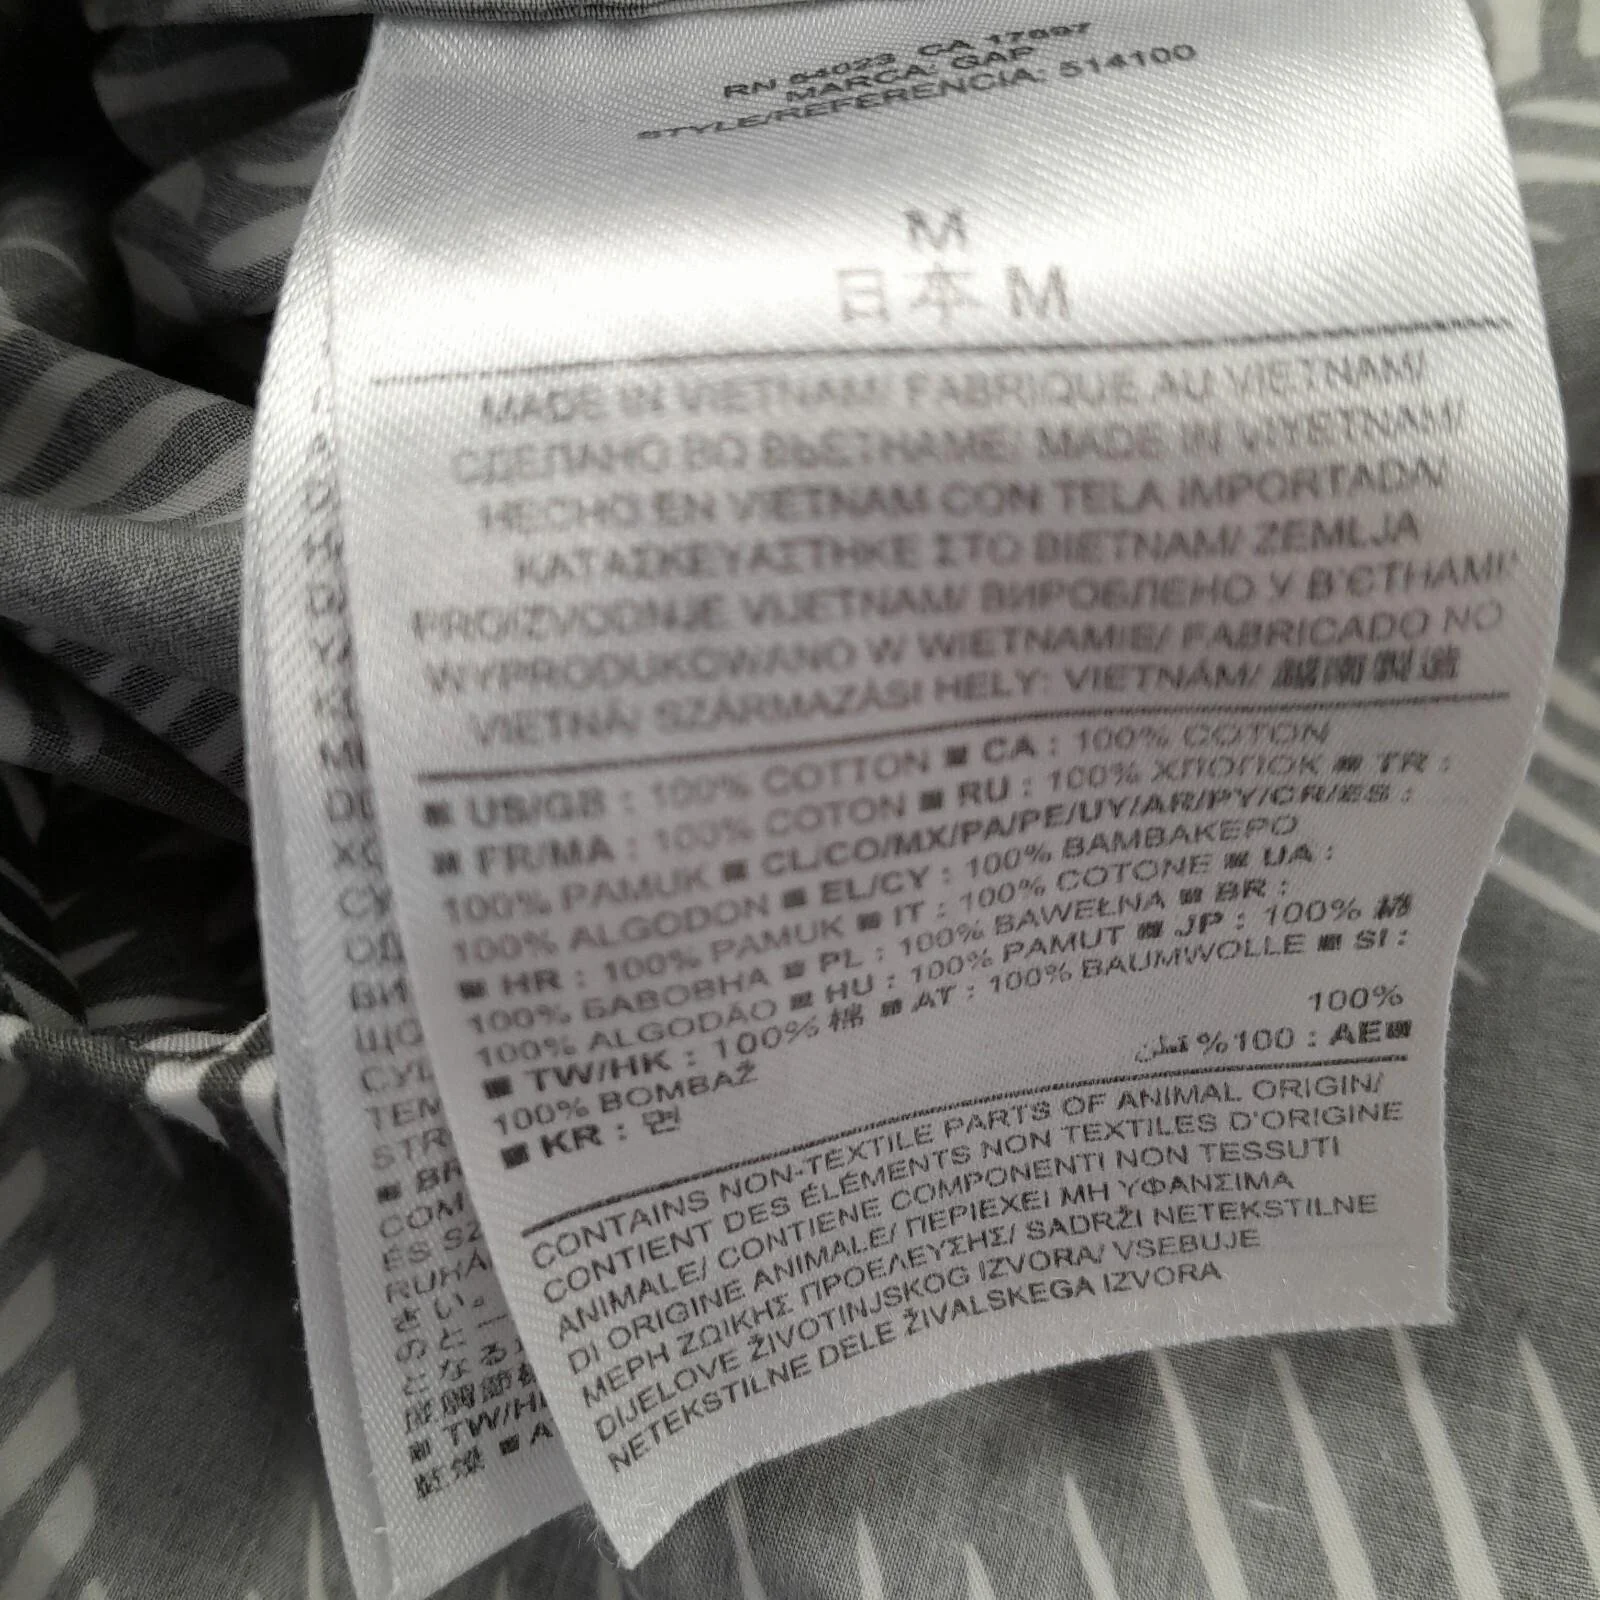 RN 54023 CA 17897
MARCA: GAP
STYLE/REFERENCIA: 514100
M
日本 M
MADE IN VIETNAM/ FABRIQUE AU VIETNAM/
СДЕЛАНО ВО ВЬЕТНАМЕ/ MADE IN VYETNAM/
HECHO EN VIETNAM CON TELA IMPORTADA/
ΚΑΤΑΣΚΕΥΑΣΤΗΚΕ ΣΤΟ ΒΙΕΤΝΑΜ/ ZEMLJA
PROIZVODNJE VIJETNAM/ ВИРОБЛЕНО У В'ЄТНАМІ/
WYPRODUKOWANO W WIETNAMIE/ FABRICADO NO
VIETNÃ/ SZÁRMAZÁSI HELY: VIETNÁM/ 越南製造
■ US/GB : 100% COTTON ■ CA : 100% COTON
■ FR/MA : 100% COTON ■ RU : 100% ХЛОПОК ■ TR :
100% PAMUK ■ CL/CO/MX/PA/PE/UY/AR/PY/CR/ES :
100% ALGODON ■ EL/CY : 100% ΒΑΜΒΑΚΕΡΟ
■ HR : 100% PAMUK ■ IT : 100% COTONE ■ UA :
100% БАВОВНА ■ PL : 100% BAWEŁNA ■ BR :
100% ALGODÃO ■ HU : 100% PAMUT ■ JP : 100% 綿
■ TW/HK : 100% 棉 ■ AT : 100% BAUMWOLLE ■ SI :
100% BOMBAŽ
■ KR : 면 100%
■AE : 100% قطن
CONTAINS NON-TEXTILE PARTS OF ANIMAL ORIGIN/
CONTIENT DES ÉLÉMENTS NON TEXTILES D'ORIGINE
ANIMALE/ CONTIENE COMPONENTI NON TESSUTI
DI ORIGINE ANIMALE/ ΠΕΡΙΕΧΕΙ ΜΗ ΥΦΑΝΣΙΜΑ
ΜΕΡΗ ΖΩΙΚΗΣ ΠΡΟΕΛΕΥΣΗΣ/ SADRŽI NETEKSTILNE
DIJELOVE ŽIVOTINJSKOG IZVORA/ VSEBUJE
NETEKSTILNE DELE ŽIVALSKEGA IZVORA